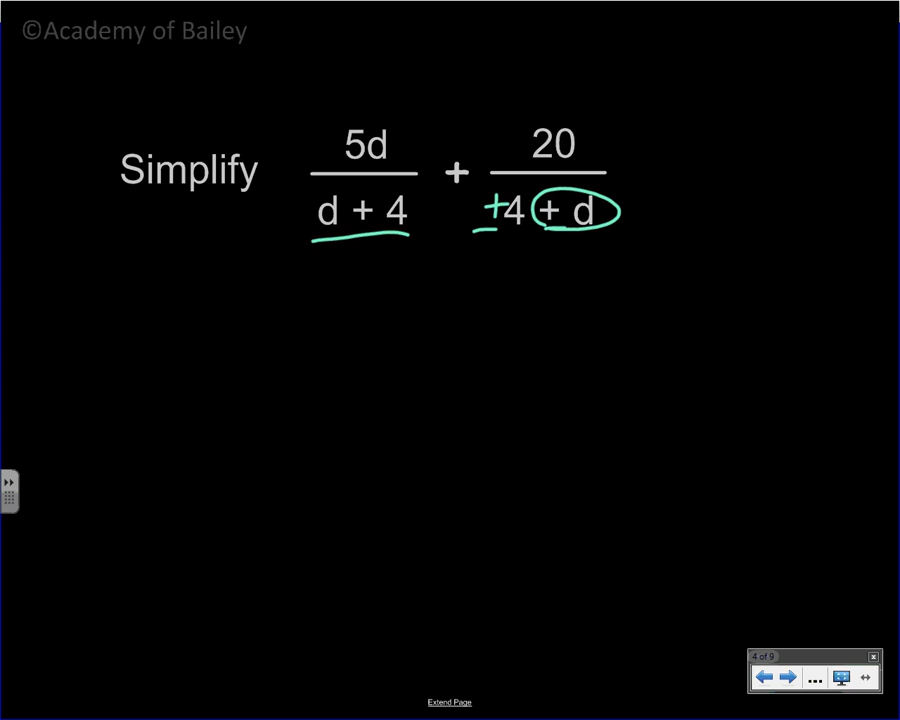 ©Academy of Bailey
Simplify 5d/(d + 4) + 20/(+4 + d)
4 of 9
Extend Page